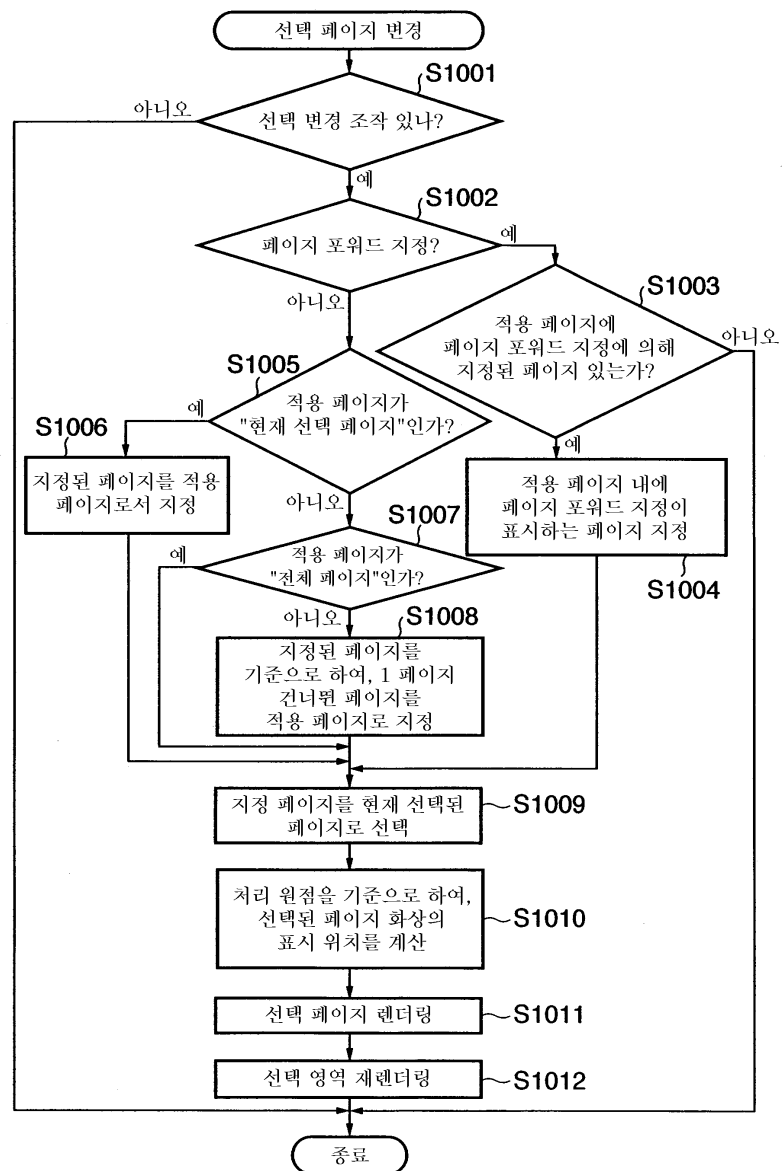 선택 페이지 변경
S1001
아니오
선택 변경 조작 있나?
예
S1002
페이지 포워드 지정?
예
아니오
S1003
적용 페이지에
페이지 포워드 지정에 의해
지정된 페이지 있는가?
아니오
예
S1005
적용 페이지가
"현재 선택 페이지"인가?
예
아니오
S1006
지정된 페이지를 적용
페이지로서 지정
적용 페이지 내에
페이지 포워드 지정이
표시하는 페이지 지정
S1004
S1007
적용 페이지가
"전체 페이지"인가?
예
아니오
S1008
지정된 페이지를
기준으로 하여, 1 페이지
건너뛴 페이지를
적용 페이지로 지정
지정 페이지를 현재 선택된
페이지로 선택
S1009
처리 원점을 기준으로 하여,
선택된 페이지 화상의
표시 위치를 계산
S1010
선택 페이지 렌더링
S1011
선택 영역 재렌더링
S1012
종료